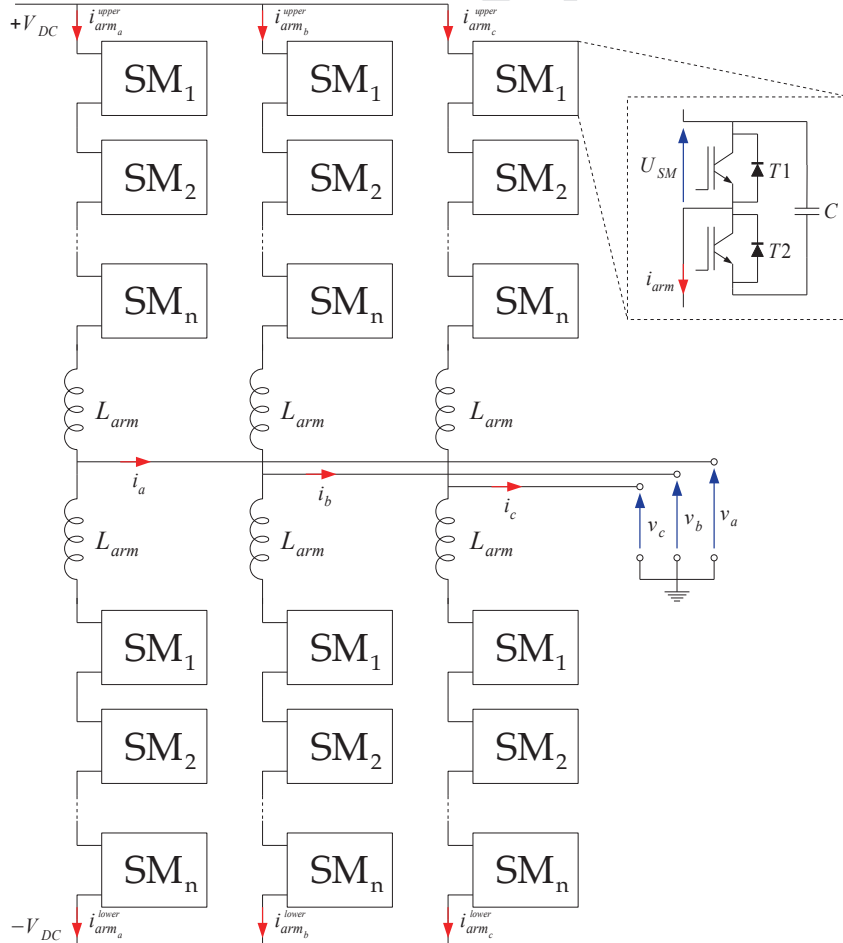 +V_DC i_arm_a^upper i_arm_b^upper i_arm_c^upper
SM_1 SM_1 SM_1
SM_2 SM_2 SM_2
U_SM T1 C
T2
i_arm
SM_n SM_n SM_n
L_arm L_arm L_arm
i_a i_b i_c
v_c v_b v_a
L_arm L_arm L_arm
SM_1 SM_1 SM_1
SM_2 SM_2 SM_2
SM_n SM_n SM_n
−V_DC i_arm_a^lower i_arm_b^lower i_arm_c^lower